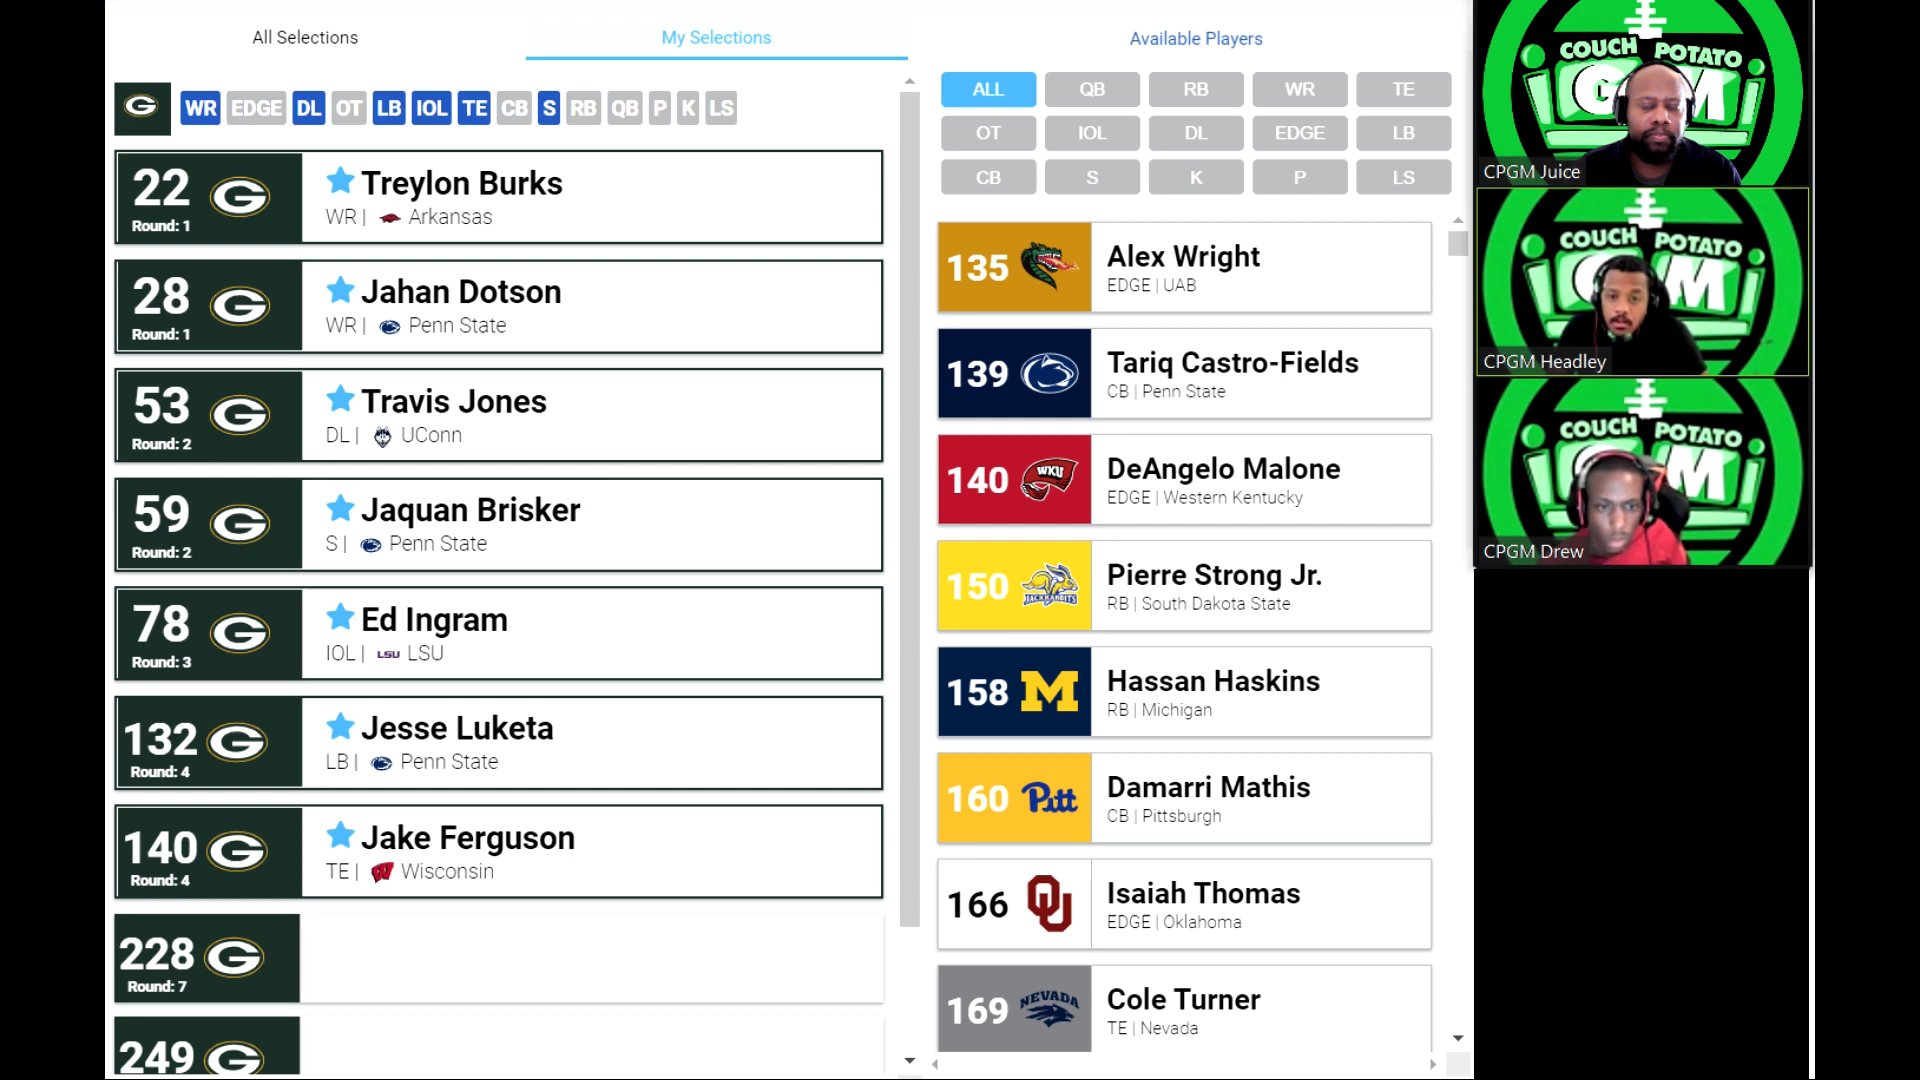 All Selections
My Selections
Available Players
G WR EDGE DL OT LB IOL TE CB S RB QB P K LS
22
Round: 1
G
Treylon Burks
WR | Arkansas
28
Round: 1
G
Jahan Dotson
WR | Penn State
53
Round: 2
G
Travis Jones
DL | UConn
59
Round: 2
G
Jaquan Brisker
S | Penn State
78
Round: 3
G
Ed Ingram
IOL | LSU LSU
132
Round: 4
G
Jesse Luketa
LB | Penn State
140
Round: 4
G
Jake Ferguson
TE | W Wisconsin
228
Round: 7
G
249
G
ALL QB RB WR TE
OT IOL DL EDGE LB
CB S K P LS
135
Alex Wright
EDGE | UAB
139
Tariq Castro-Fields
CB | Penn State
140
WKU
DeAngelo Malone
EDGE | Western Kentucky
150
JACKRABBITS
Pierre Strong Jr.
RB | South Dakota State
158
M
Hassan Haskins
RB | Michigan
160
Pitt
Damarri Mathis
CB | Pittsburgh
166
OU
Isaiah Thomas
EDGE | Oklahoma
169
NEVADA
Cole Turner
TE | Nevada
COUCH POTATO
GM
CPGM Juice
COUCH POTATO
GM
CPGM Headley
COUCH POTATO
GM
CPGM Drew